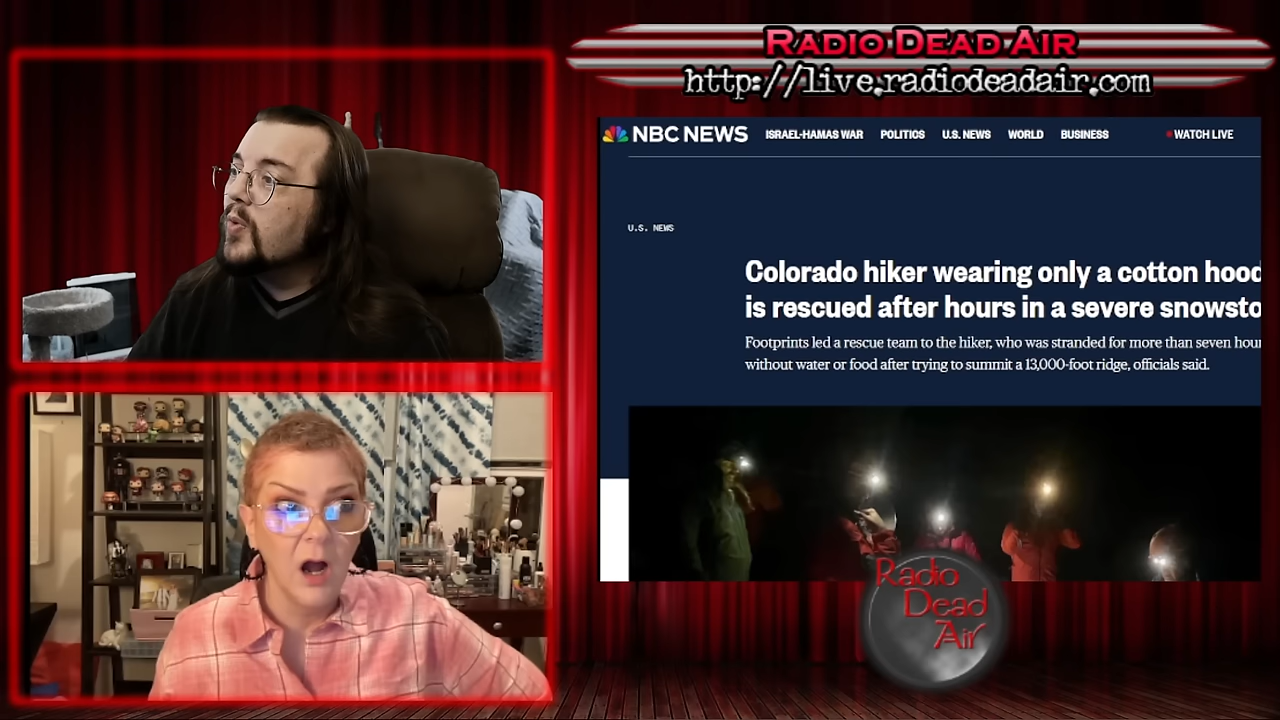 RADIO DEAD AIR
http://live.radiodeadair.com
NBC NEWS ISRAEL-HAMAS WAR POLITICS U.S. NEWS WORLD BUSINESS WATCH LIVE
U.S. NEWS
Colorado hiker wearing only a cotton hood
is rescued after hours in a severe snowsto
Footprints led a rescue team to the hiker, who was stranded for more than seven hour
without water or food after trying to summit a 13,000-foot ridge, officials said.
Radio
Dead
Air